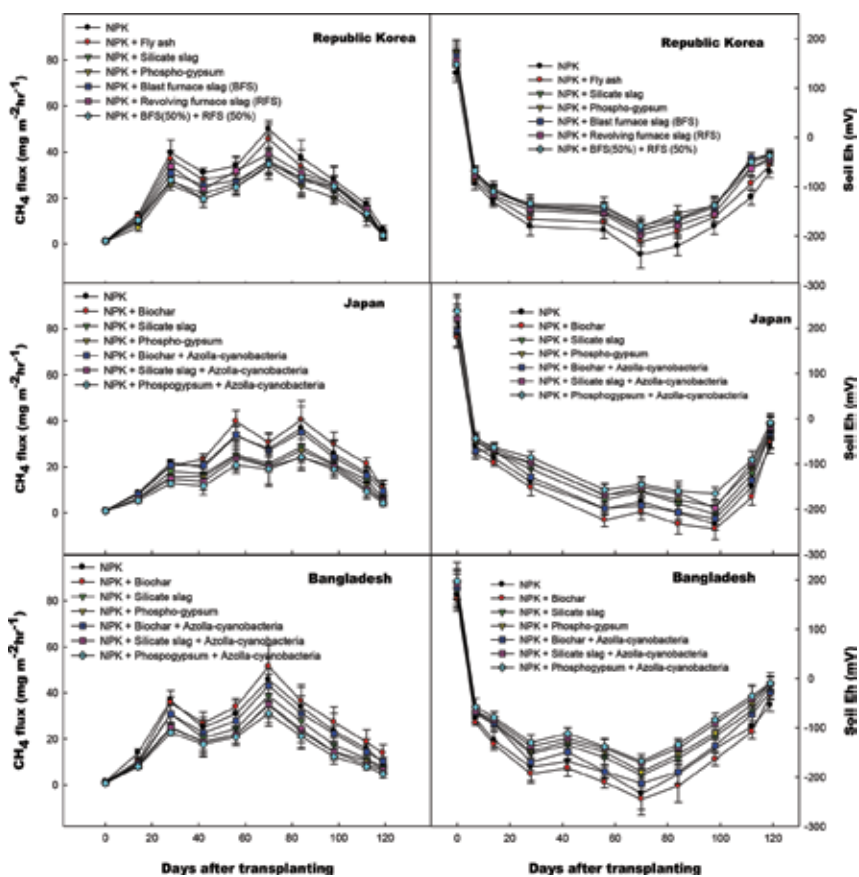 Republic Korea
NPK
NPK + Fly ash
NPK + Silicate slag
NPK + Phospho-gypsum
NPK + Blast furnace slag (BFS)
NPK + Revolving furnace slag (RFS)
NPK + BFS(50%) + RFS (50%)
CH4 flux (mg m-2hr-1)
80
60
40
20
0
Republic Korea
NPK
NPK + Fly ash
NPK + Silicate slag
NPK + Phospho-gypsum
NPK + Blast furnace slag (BFS)
NPK + Revolving furnace slag (RFS)
NPK + BFS(50%) + RFS (50%)
Soil Eh (mV)
200
100
0
-100
-200
-300
Japan
NPK
NPK + Biochar
NPK + Silicate slag
NPK + Phospho-gypsum
NPK + Biochar + Azolla-cyanobacteria
NPK + Silicate slag + Azolla-cyanobacteria
NPK + Phospogypsum + Azolla-cyanobacteria
CH4 flux (mg m-2hr-1)
80
60
40
20
0
Japan
NPK
NPK + Biochar
NPK + Silicate slag
NPK + Phospho-gypsum
NPK + Biochar + Azolla-cyanobacteria
NPK + Silicate slag + Azolla-cyanobacteria
NPK + Phosphogypsum + Azolla-cyanobacteria
Soil Eh (mV)
200
100
0
-100
-200
-300
Bangladesh
NPK
NPK + Biochar
NPK + Silicate slag
NPK + Phospho-gypsum
NPK + Biochar + Azolla-cyanobacteria
NPK + Silicate slag + Azolla-cyanobacteria
NPK + Phospogypsum + Azolla-cyanobacteria
CH4 flux (mg m-2hr-1)
80
60
40
20
0
0 20 40 60 80 100 120
Days after transplanting
Bangladesh
NPK
NPK + Biochar
NPK + Silicate slag
NPK + Phospho-gypsum
NPK + Biochar + Azolla-cyanobacteria
NPK + Silicate slag + Azolla-cyanobacteria
NPK + Phosphogypsum + Azolla-cyanobacteria
Soil Eh (mV)
200
100
0
-100
-200
-300
0 20 40 60 80 100 120
Days after transplanting